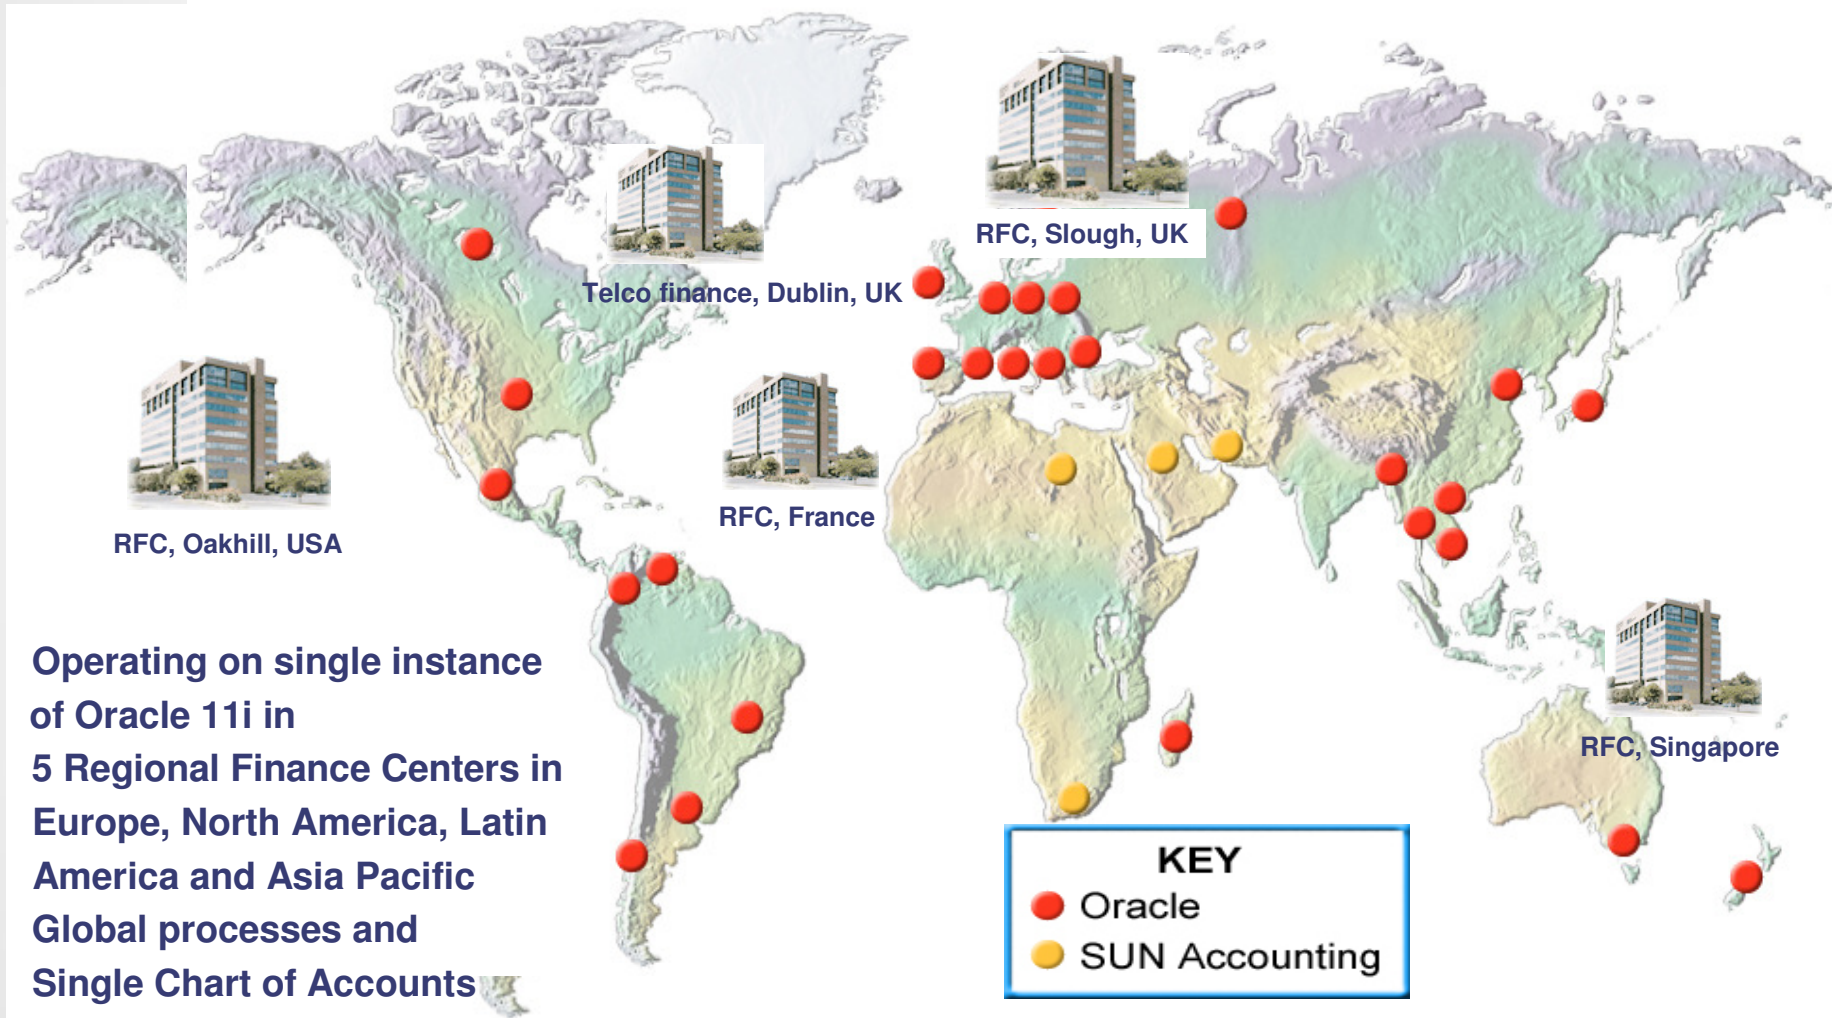 RFC, Slough, UK
Telco finance, Dublin, UK
RFC, France
RFC, Oakhill, USA
Operating on single instance
of Oracle 11i in
5 Regional Finance Centers in
Europe, North America, Latin
America and Asia Pacific
Global processes and
Single Chart of Accounts
RFC, Singapore
KEY
Oracle
SUN Accounting